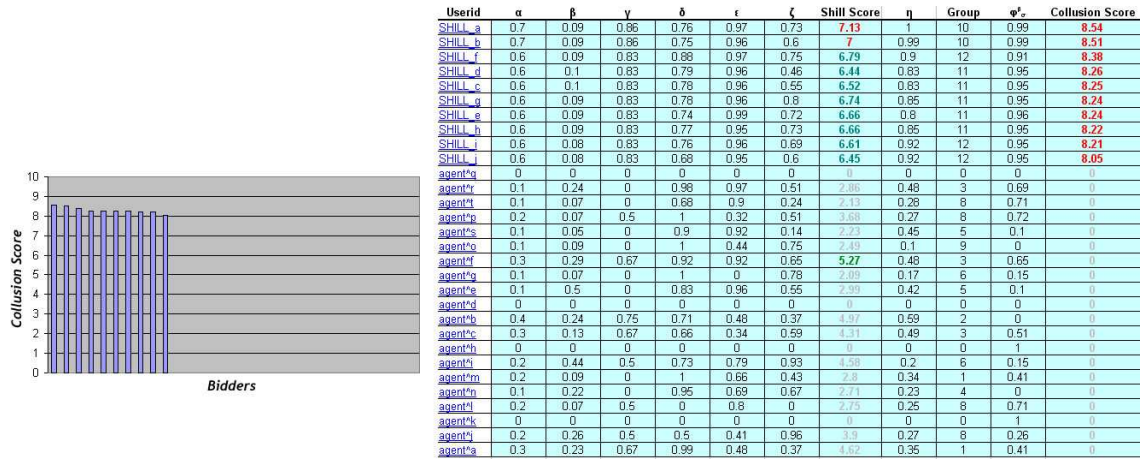 10
9
8
7
6
5
4
3
2
1
0
Collusion Score
Bidders
Userid α β γ δ ε ζ Shill Score η Group φᵝσ Collusion Score
SHILL_a 0.7 0.09 0.86 0.76 0.97 0.73 7.13 1 10 0.99 8.54
SHILL_b 0.7 0.09 0.86 0.75 0.96 0.6 7 0.99 10 0.99 8.51
SHILL_f 0.6 0.09 0.83 0.88 0.97 0.75 6.79 0.9 12 0.91 8.38
SHILL_d 0.6 0.1 0.83 0.79 0.96 0.46 6.44 0.83 11 0.95 8.26
SHILL_c 0.6 0.1 0.83 0.78 0.96 0.55 6.52 0.83 11 0.95 8.25
SHILL_g 0.6 0.09 0.83 0.78 0.96 0.8 6.74 0.85 11 0.95 8.24
SHILL_e 0.6 0.09 0.83 0.74 0.99 0.72 6.66 0.8 11 0.96 8.24
SHILL_h 0.6 0.09 0.83 0.77 0.95 0.73 6.66 0.85 11 0.95 8.22
SHILL_i 0.6 0.08 0.83 0.76 0.96 0.69 6.61 0.92 12 0.95 8.21
SHILL_j 0.6 0.08 0.83 0.68 0.95 0.6 6.45 0.92 12 0.95 8.05
agent^q 0 0 0 0 0 0 0 0 0 0 0
agent^r 0.1 0.24 0 0.98 0.97 0.51 2.86 0.48 3 0.69 0
agent^t 0.1 0.07 0 0.68 0.9 0.24 2.13 0.28 8 0.71 0
agent^p 0.2 0.07 0.5 1 0.32 0.51 3.68 0.27 8 0.72 0
agent^s 0.1 0.05 0 0.9 0.92 0.14 2.23 0.45 5 0.1 0
agent^o 0.1 0.09 0 1 0.44 0.75 2.49 0.1 9 0 0
agent^f 0.3 0.29 0.67 0.92 0.92 0.65 5.27 0.48 3 0.65 0
agent^g 0.1 0.07 0 1 0 0.78 2.09 0.17 6 0.15 0
agent^e 0.1 0.5 0 0.83 0.96 0.55 2.99 0.42 5 0.1 0
agent^d 0 0 0 0 0 0 0 0 0 0 0
agent^b 0.4 0.24 0.75 0.71 0.48 0.37 4.97 0.59 2 0 0
agent^c 0.3 0.13 0.67 0.66 0.34 0.59 4.31 0.49 3 0.51 0
agent^h 0 0 0 0 0 0 0 0 0 1 0
agent^i 0.2 0.44 0.5 0.73 0.79 0.93 4.58 0.2 6 0.15 0
agent^m 0.2 0.09 0 1 0.66 0.43 2.8 0.34 1 0.41 0
agent^n 0.1 0.22 0 0.95 0.69 0.67 2.71 0.23 4 0 0
agent^l 0.2 0.07 0.5 0 0.8 0 2.75 0.25 8 0.71 0
agent^k 0 0 0 0 0 0 0 0 0 1 0
agent^j 0.2 0.26 0.5 0.5 0.41 0.96 3.9 0.27 8 0.26 0
agent^a 0.3 0.23 0.67 0.99 0.48 0.37 4.62 0.35 1 0.41 0